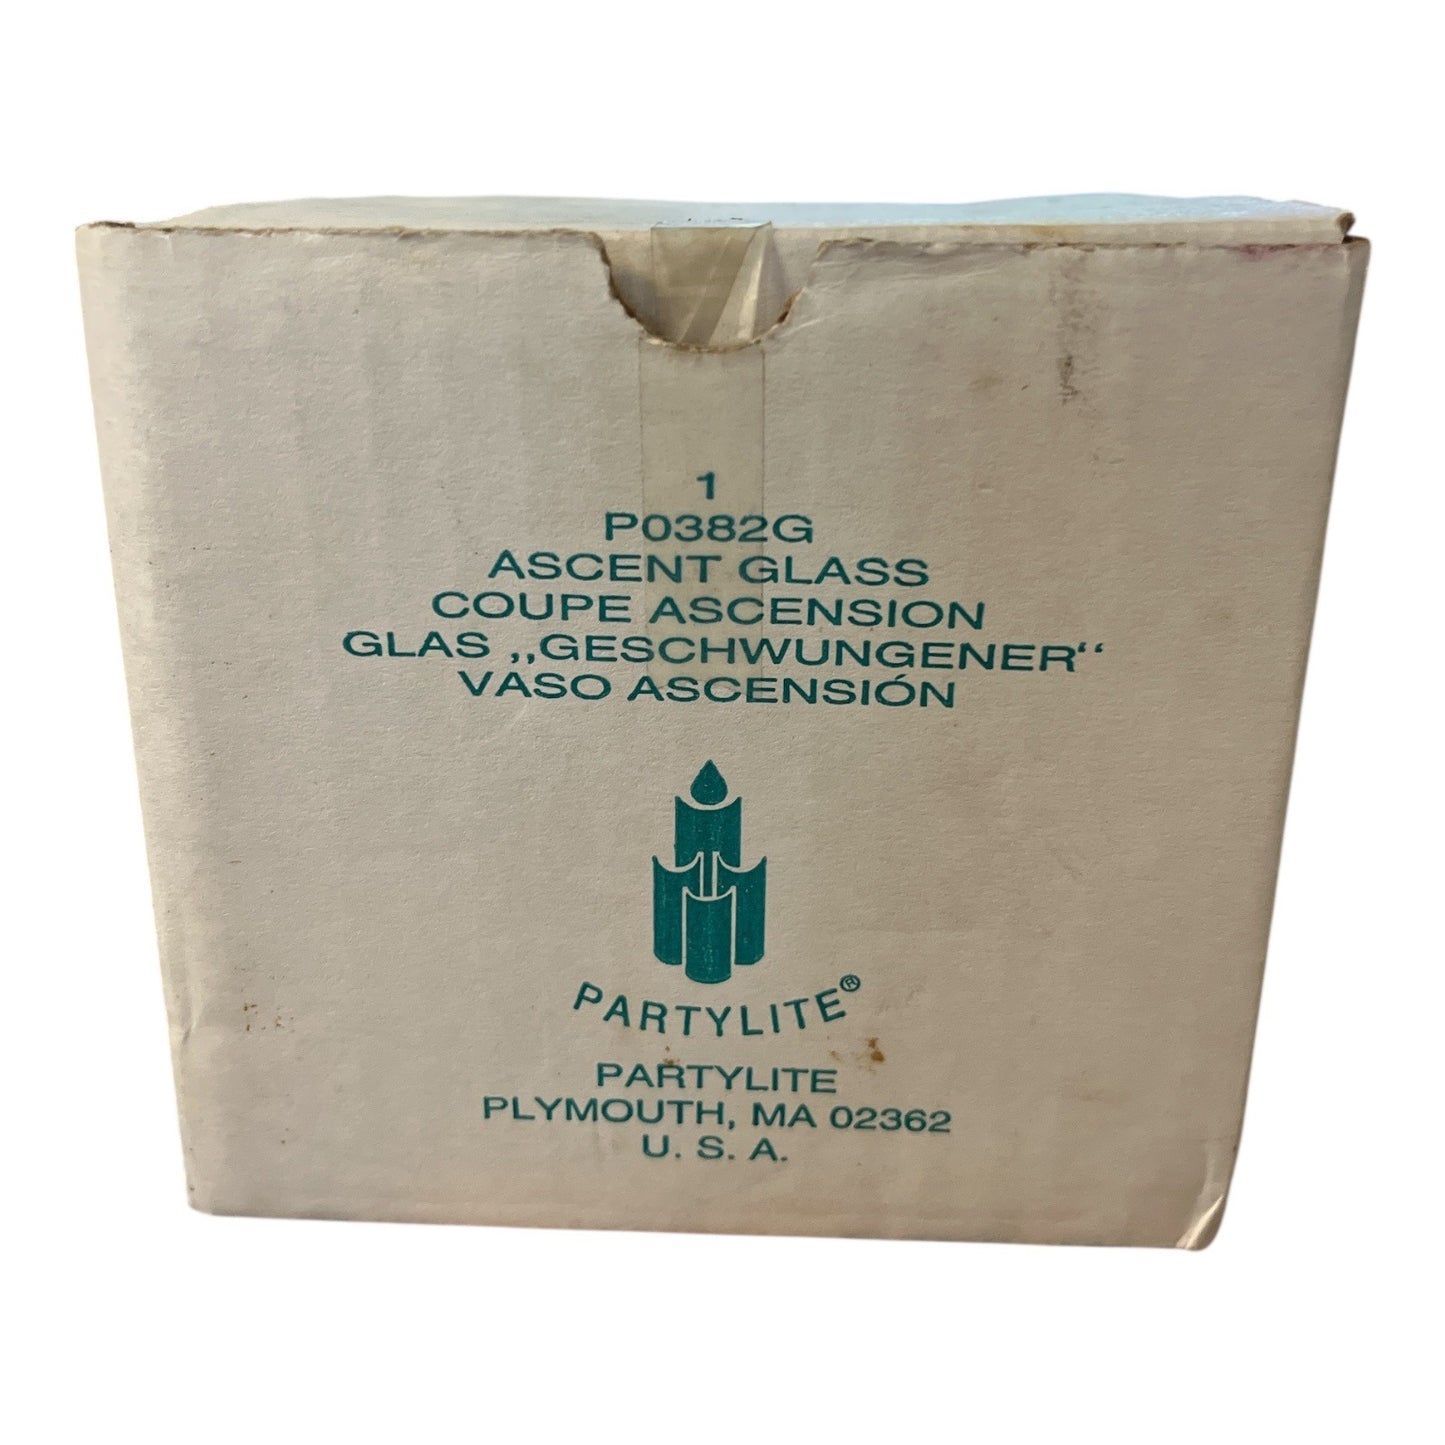 1
P0382G
ASCENT GLASS
COUPE ASCENSION
GLAS „GESCHWUNGENER“
VASO ASCENSIÓN
PARTYLITE®
PARTYLITE
PLYMOUTH, MA 02362
U. S. A.